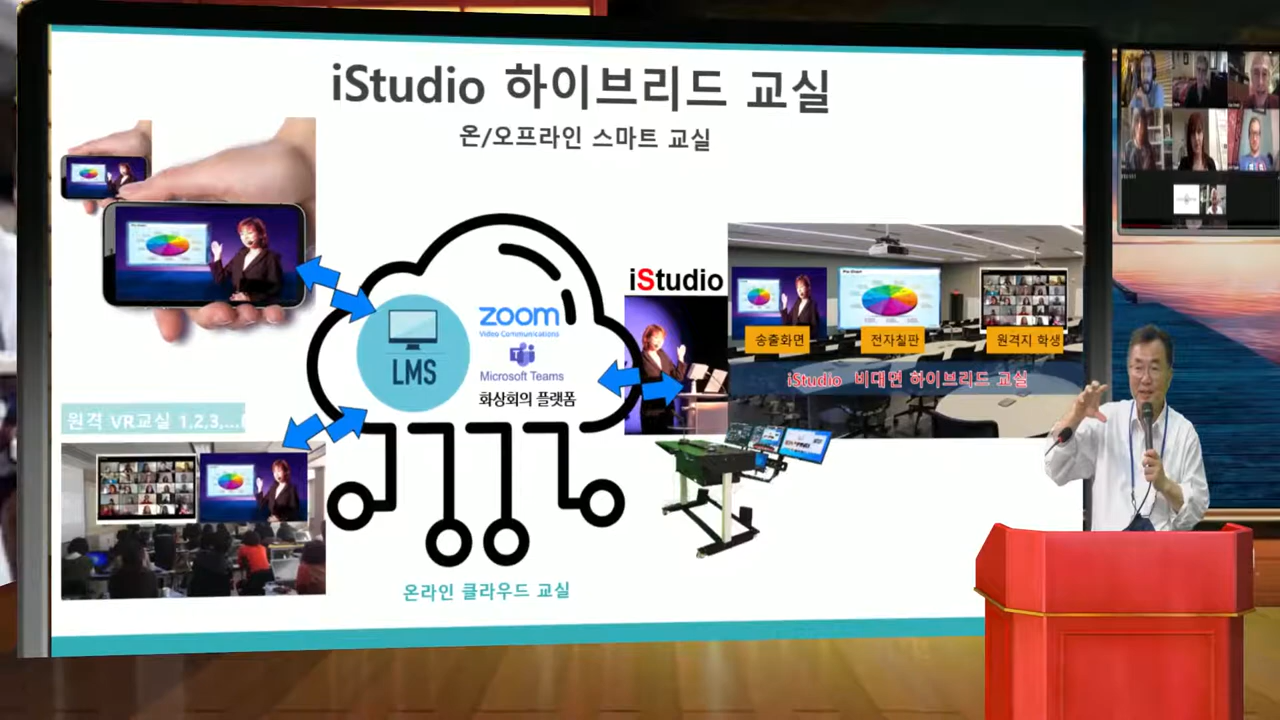 iStudio 하이브리드 교실
온/오프라인 스마트 교실
iStudio
zoom
Video Communications
LMS
Microsoft Teams
화상회의 플랫폼
송출화면
전자칠판
원격지 학생
iStudio 비대면 하이브리드 교실
원격 VR교실 1,2,3,...
온라인 클라우드 교실